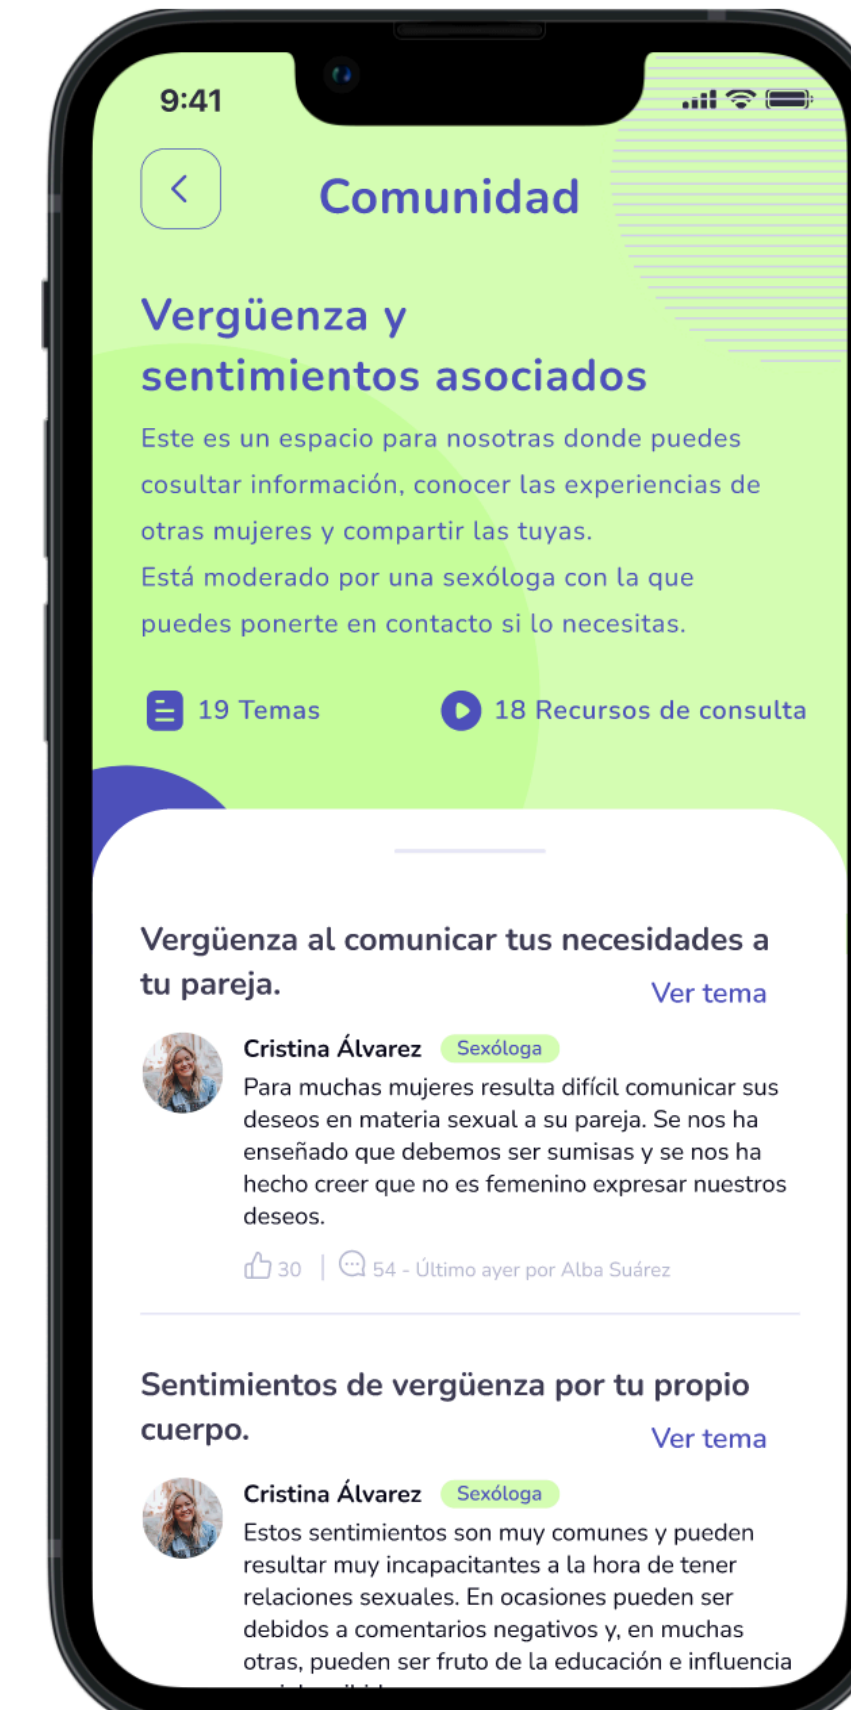 9:41
Comunidad
Vergüenza y
sentimientos asociados
Este es un espacio para nosotras donde puedes
cosultar información, conocer las experiencias de
otras mujeres y compartir las tuyas.
Está moderado por una sexóloga con la que
puedes ponerte en contacto si lo necesitas.
19 Temas
18 Recursos de consulta
Vergüenza al comunicar tus necesidades a
tu pareja.
Ver tema
Cristina Álvarez Sexóloga
Para muchas mujeres resulta difícil comunicar sus
deseos en materia sexual a su pareja. Se nos ha
enseñado que debemos ser sumisas y se nos ha
hecho creer que no es femenino expresar nuestros
deseos.
30 | 54 - Último ayer por Alba Suárez
Sentimientos de vergüenza por tu propio
cuerpo.
Ver tema
Cristina Álvarez Sexóloga
Estos sentimientos son muy comunes y pueden
resultar muy incapacitantes a la hora de tener
relaciones sexuales. En ocasiones pueden ser
debidos a comentarios negativos y, en muchas
otras, pueden ser fruto de la educación e influencia